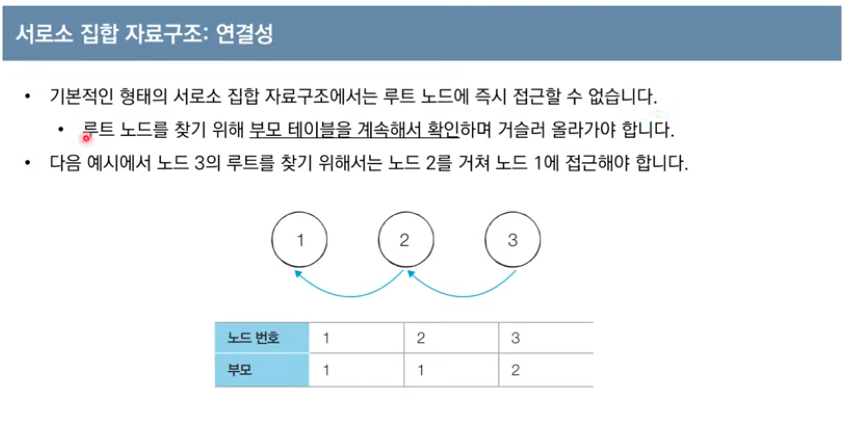 서로소 집합 자료구조: 연결성
• 기본적인 형태의 서로소 집합 자료구조에서는 루트 노드에 즉시 접근할 수 없습니다.
• 루트 노드를 찾기 위해 부모 테이블을 계속해서 확인하며 거슬러 올라가야 합니다.
• 다음 예시에서 노드 3의 루트를 찾기 위해서는 노드 2를 거쳐 노드 1에 접근해야 합니다.
1 2 3
노드 번호 1 2 3
부모 1 1 2